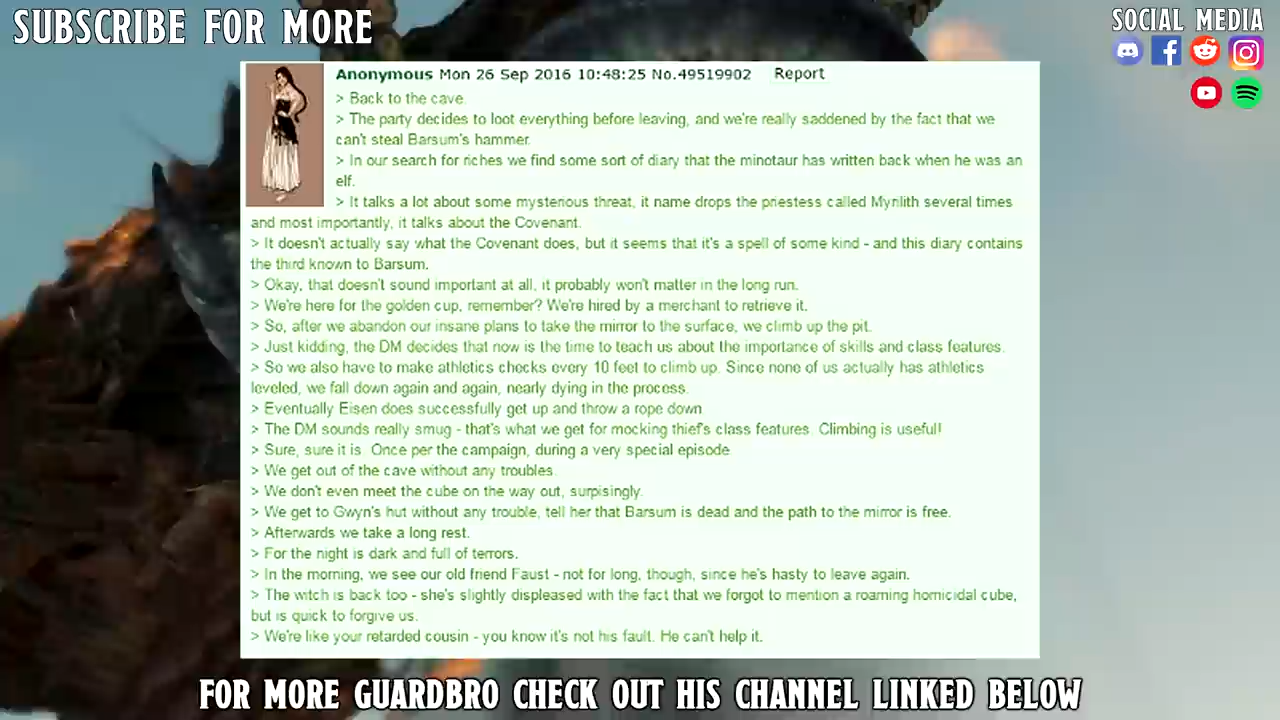 SUBSCRIBE FOR MORE
SOCIAL MEDIA
Anonymous Mon 26 Sep 2016 10:48:25 No.49519902 Report
> Back to the cave.
> The party decides to loot everything before leaving, and we're really saddened by the fact that we
can't steal Barsum's hammer.
> In our search for riches we find some sort of diary that the minotaur has written back when he was an
elf.
> It talks a lot about some mysterious threat, it name drops the priestess called Myrilith several times
and most importantly, it talks about the Covenant.
> It doesn't actually say what the Covenant does, but it seems that it's a spell of some kind - and this diary contains
the third known to Barsum.
> Okay, that doesn't sound important at all, it probably won't matter in the long run.
> We're here for the golden cup, remember? We're hired by a merchant to retrieve it.
> So, after we abandon our insane plans to take the mirror to the surface, we climb up the pit.
> Just kidding, the DM decides that now is the time to teach us about the importance of skills and class features.
> So we also have to make athletics checks every 10 feet to climb up. Since none of us actually has athletics
leveled, we fall down again and again, nearly dying in the process.
> Eventually Eisen does successfully get up and throw a rope down
> The DM sounds really smug - that's what we get for mocking thief's class features. Climbing is useful!
> Sure, sure it is. Once per the campaign, during a very special episode
> We get out of the cave without any troubles.
> We don't even meet the cube on the way out, surpisingly.
> We get to Gwyn's hut without any trouble, tell her that Barsum is dead and the path to the mirror is free.
> Afterwards we take a long rest.
> For the night is dark and full of terrors.
> In the morning, we see our old friend Faust - not for long, though, since he's hasty to leave again.
> The witch is back too - she's slightly displeased with the fact that we forgot to mention a roaming homicidal cube,
but is quick to forgive us.
> We're like your retarded cousin - you know it's not his fault. He can't help it.
FOR MORE GUARDBRO CHECK OUT HIS CHANNEL LINKED BELOW